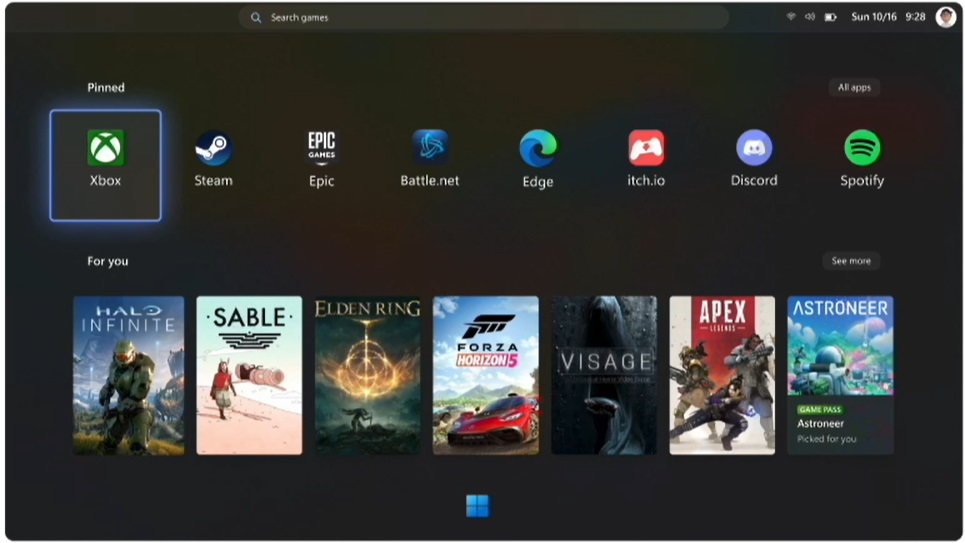 Search games
Sun 10/16 9:28
Pinned
All apps
Xbox
Steam
EPIC
GAMES
Epic
Battle.net
Edge
itch.io
Discord
Spotify
For you
See more
HALO
INFINITE
·SABLE·
ELDEN RING
FORZA
HORIZON 5
VISAGE
APEX
LEGENDS
ASTRONEER
GAME PASS
Astroneer
Picked for you